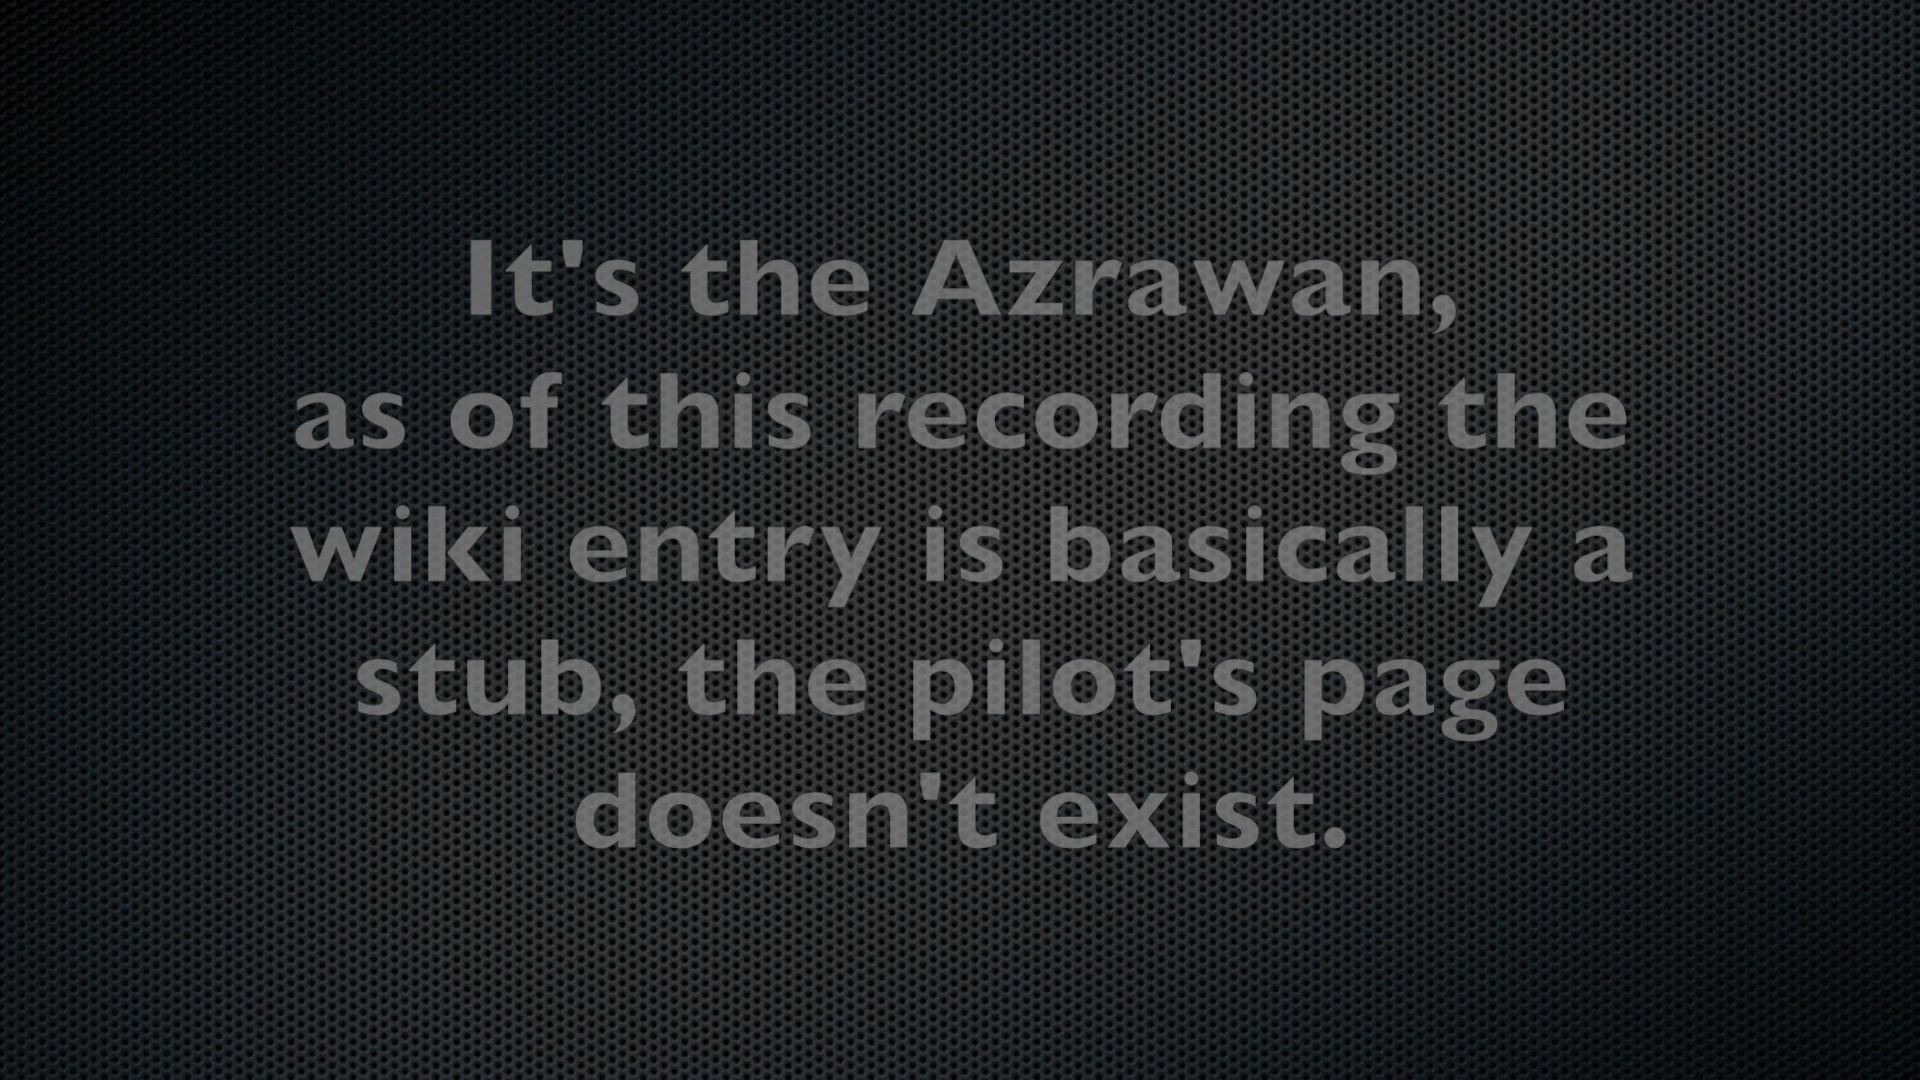 It's the Azrawan,
as of this recording the
wiki entry is basically a
stub, the pilot's page
doesn't exist.